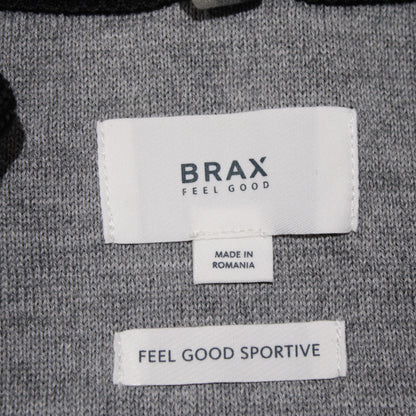 BRAX
FEEL GOOD
MADE IN
ROMANIA
FEEL GOOD SPORTIVE